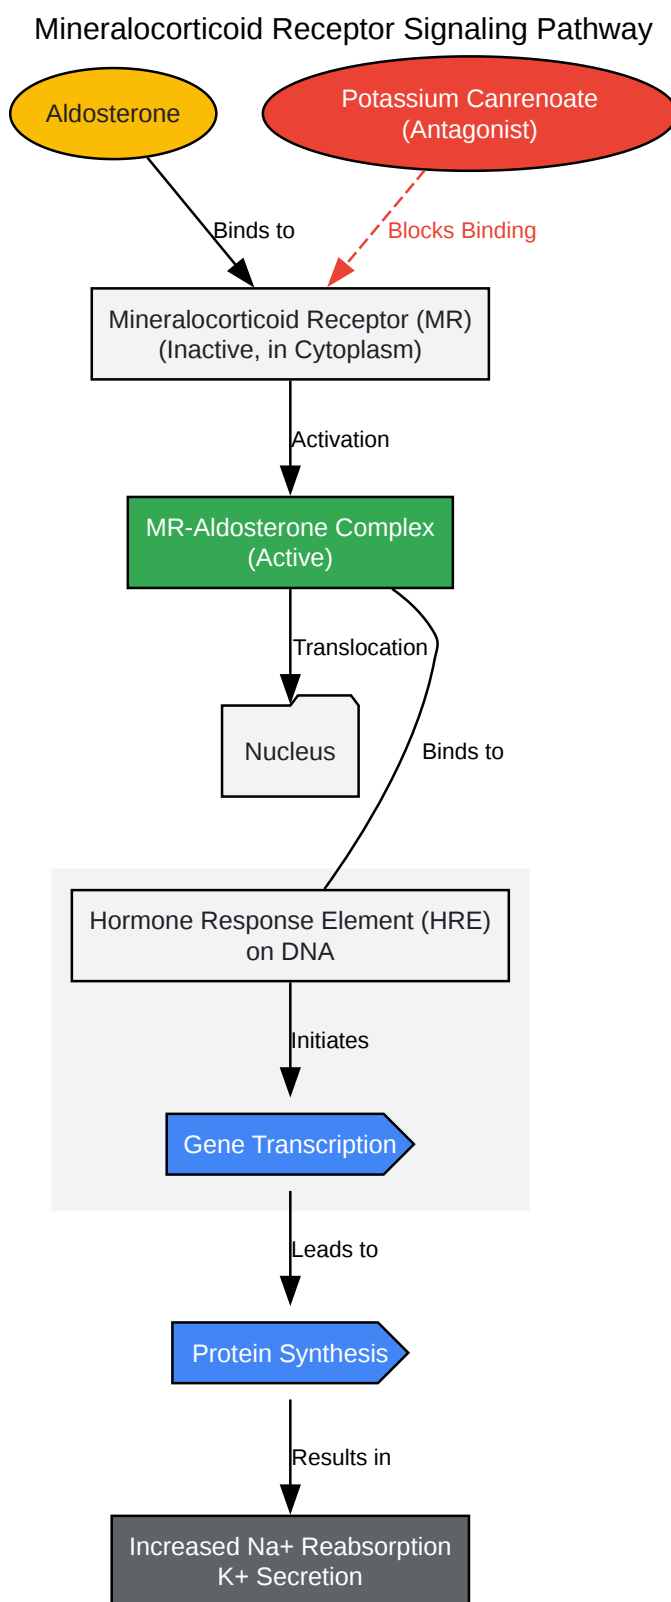 Mineralocorticoid Receptor Signaling Pathway
Aldosterone
Potassium Canrenoate
(Antagonist)
Binds to
Blocks Binding
Mineralocorticoid Receptor (MR)
(Inactive, in Cytoplasm)
Activation
MR-Aldosterone Complex
(Active)
Translocation
Nucleus
Binds to
Hormone Response Element (HRE)
on DNA
Initiates
Gene Transcription
Leads to
Protein Synthesis
Results in
Increased Na+ Reabsorption
K+ Secretion